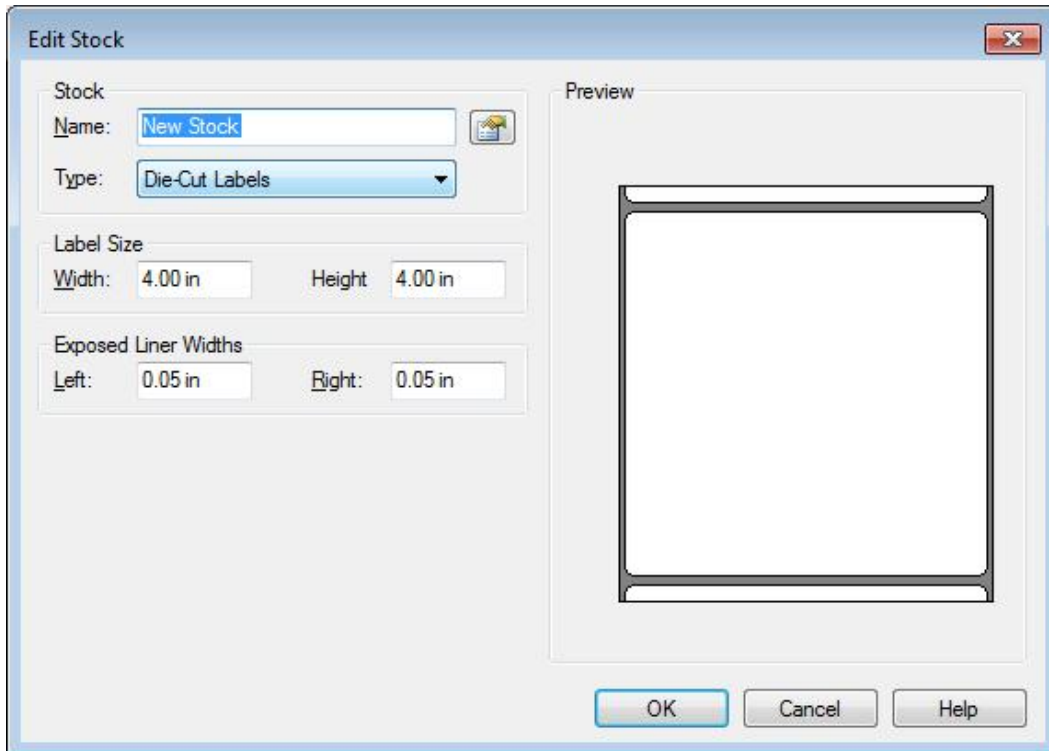 Edit Stock
Stock
Name: New Stock
Type: Die-Cut Labels
Label Size
Width: 4.00 in Height 4.00 in
Exposed Liner Widths
Left: 0.05 in Right: 0.05 in
Preview
OK Cancel Help